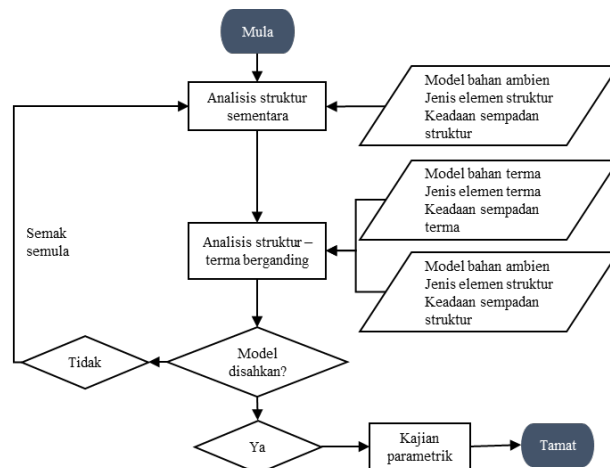 Mula
Analisis struktur
sementara
Model bahan ambien
Jenis elemen struktur
Keadaan sempadan
struktur
Model bahan terma
Jenis elemen terma
Keadaan sempadan
terma
Semak
semula
Analisis struktur –
terma berganding
Model bahan ambien
Jenis elemen struktur
Keadaan sempadan
struktur
Tidak
Model
disahkan?
Ya
Kajian
parametrik
Tamat